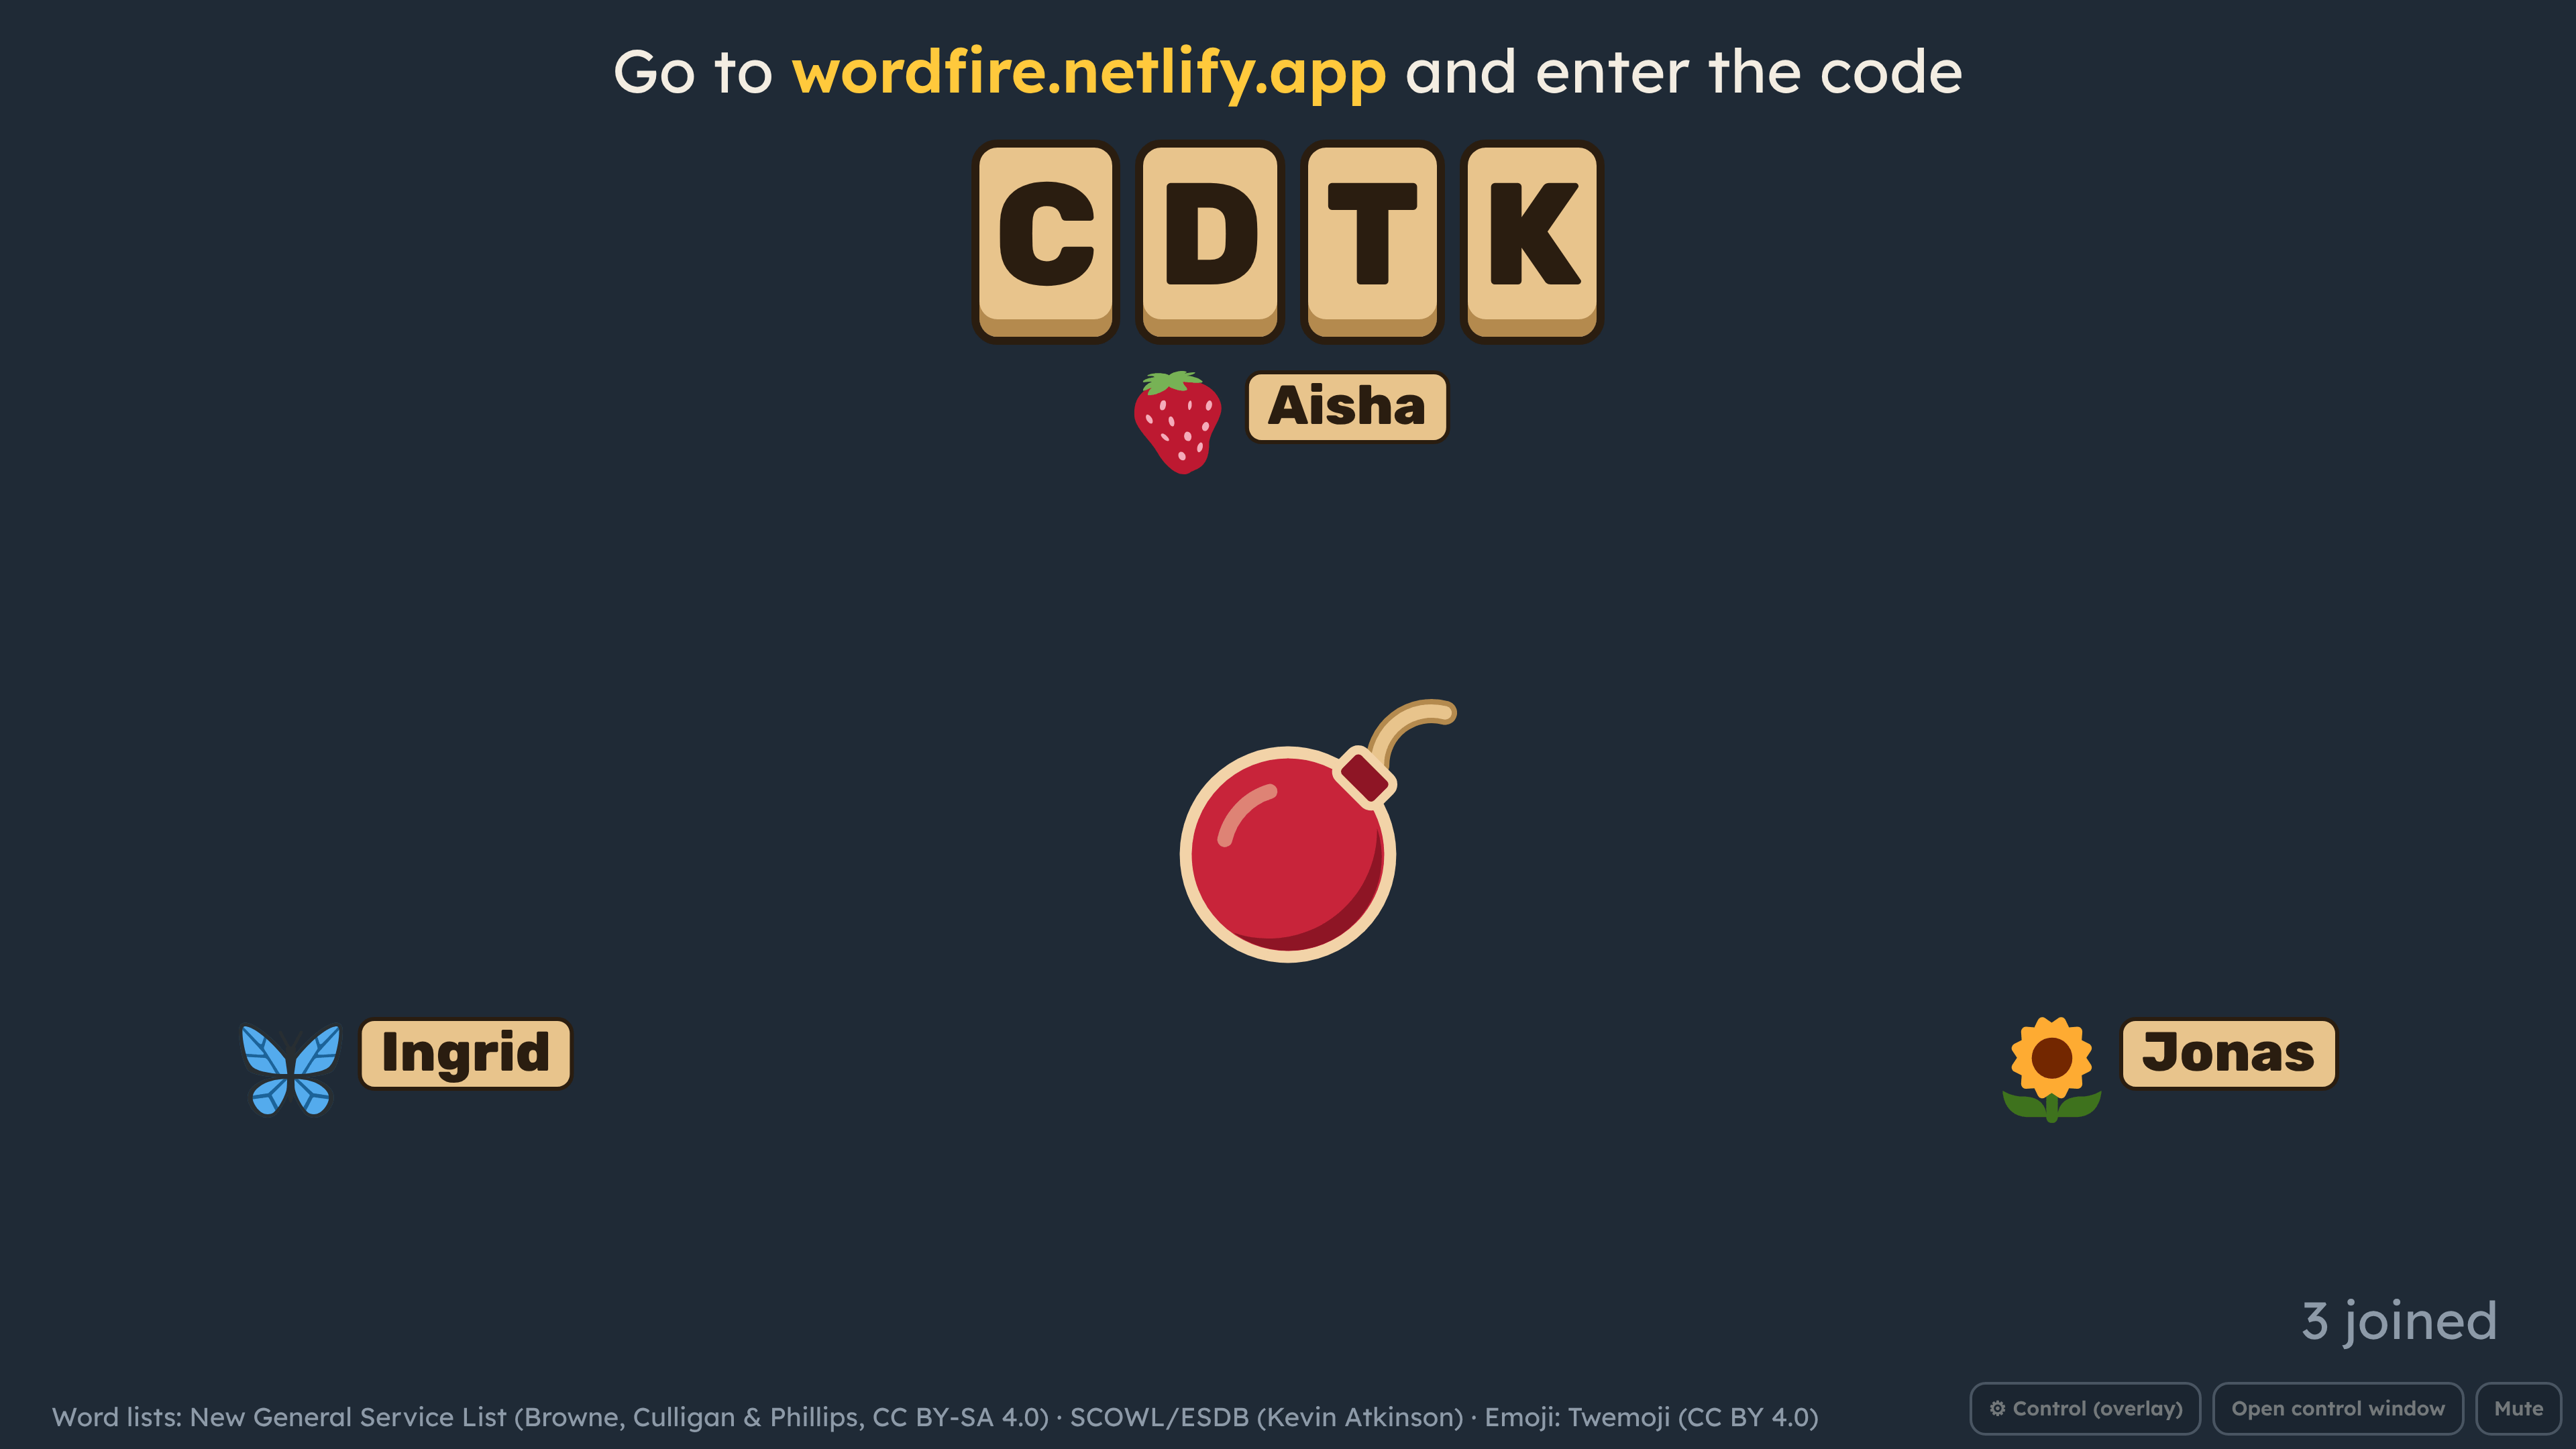 Go to wordfire.netlify.app and enter the code
CDTK
Aisha
Ingrid
Jonas
3 joined
Word lists: New General Service List (Browne, Culligan & Phillips, CC BY-SA 4.0) · SCOWL/ESDB (Kevin Atkinson) · Emoji: Twemoji (CC BY 4.0)
⚙ Control (overlay)
Open control window
Mute